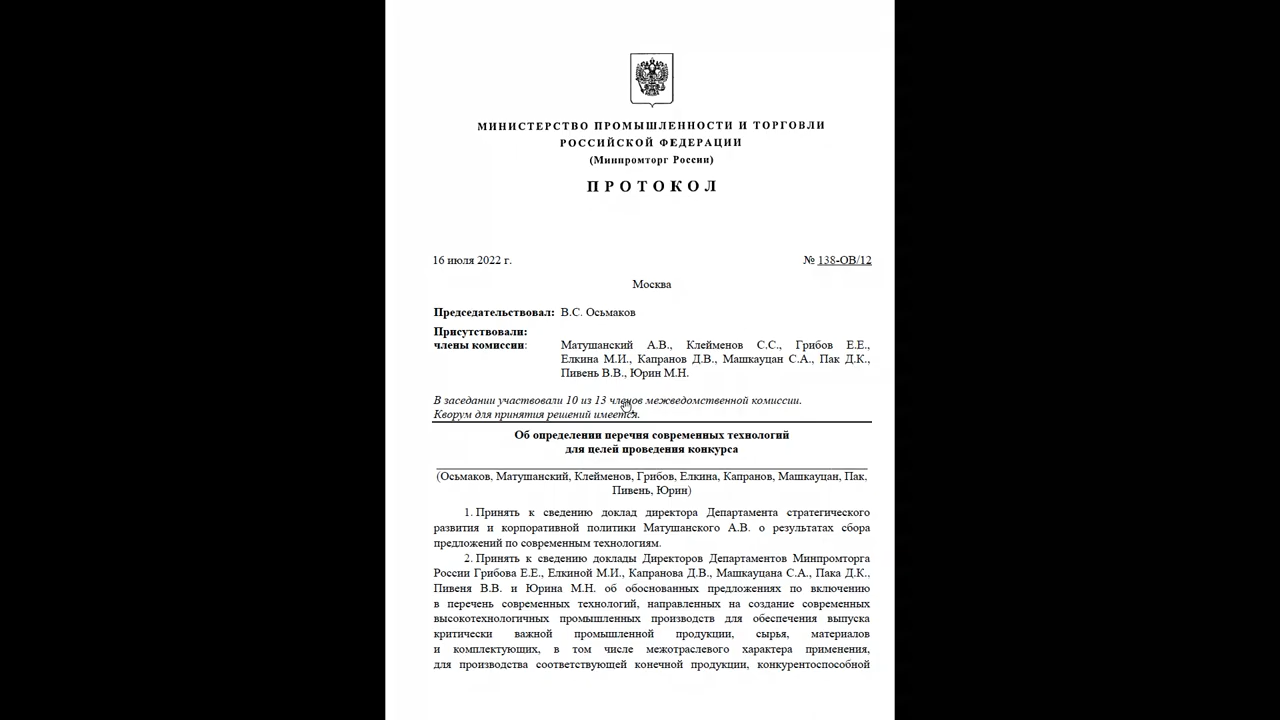 МИНИСТЕРСТВО ПРОМЫШЛЕННОСТИ И ТОРГОВЛИ
РОССИЙСКОЙ ФЕДЕРАЦИИ
(Минпромторг России)
ПРОТОКОЛ
16 июля 2022 г. № 138-ОВ/12
Москва
Председательствовал: В.С. Осьмаков
Присутствовали:
члены комиссии: Матушанский А.В., Клейменов С.С., Грибов Е.Е.,
Елкина М.И., Капранов Д.В., Машкауцан С.А., Пак Д.К.,
Пивень В.В., Юрин М.Н.
В заседании участвовали 10 из 13 членов межведомственной комиссии.
Кворум для принятия решений имеется.
Об определении перечня современных технологий
для целей проведения конкурса
(Осьмаков, Матушанский, Клейменов, Грибов, Елкина, Капранов, Машкауцан, Пак,
Пивень, Юрин)
1. Принять к сведению доклад директора Департамента стратегического
развития и корпоративной политики Матушанского А.В. о результатах сбора
предложений по современным технологиям.
2. Принять к сведению доклады Директоров Департаментов Минпромторга
России Грибова Е.Е., Елкиной М.И., Капранова Д.В., Машкауцана С.А., Пака Д.К.,
Пивеня В.В. и Юрина М.Н. об обоснованных предложениях по включению
в перечень современных технологий, направленных на создание современных
высокотехнологичных промышленных производств для обеспечения выпуска
критически важной промышленной продукции, сырья, материалов
и комплектующих, в том числе межотраслевого характера применения,
для производства соответствующей конечной продукции, конкурентоспособной